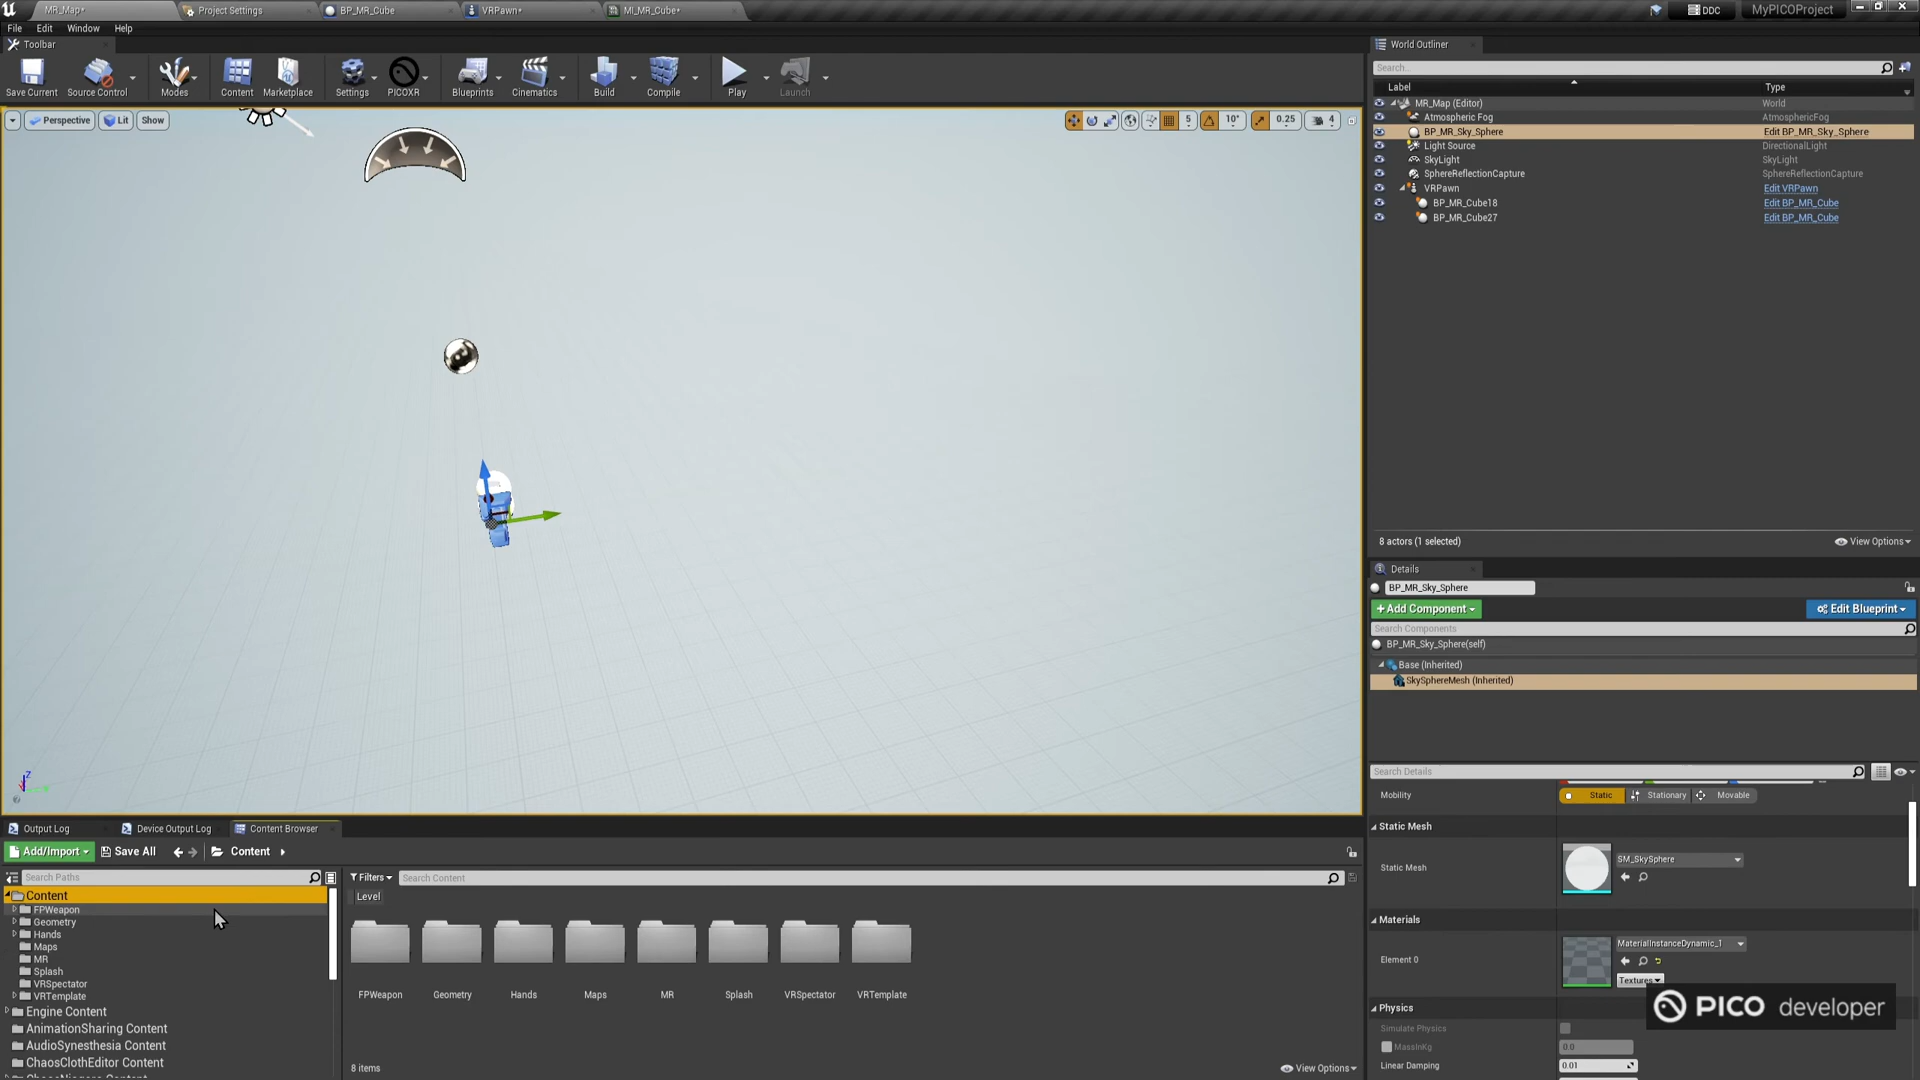 MR_Map•
Project Settings
BP_MR_Cube
VRPawn•
MI_MR_Cube•
DDC
MyPICOProject
File Edit Window Help
Toolbar
Save Current
Source Control
Modes
Content
Marketplace
Settings
PICOXR
Blueprints
Cinematics
Build
Compile
Play
Launch
Perspective
Lit
Show
5
10°
0.25
4
World Outliner
Search...
Label
Type
MR_Map (Editor) World
Atmospheric Fog AtmosphericFog
BP_MR_Sky_Sphere Edit BP_MR_Sky_Sphere
Light Source DirectionalLight
SkyLight SkyLight
SphereReflectionCapture SphereReflectionCapture
VRPawn Edit VRPawn
BP_MR_Cube18 Edit BP_MR_Cube
BP_MR_Cube27 Edit BP_MR_Cube
8 actors (1 selected)
View Options
Details
BP_MR_Sky_Sphere
+ Add Component
Edit Blueprint
Search Components
BP_MR_Sky_Sphere(self)
Base (Inherited)
SkySphereMesh (Inherited)
Search Details
Mobility Static Stationary Movable
Static Mesh
Static Mesh SM_SkySphere
Materials
Element 0 MaterialInstanceDynamic_1
Textures
Physics
Simulate Physics
MassInKg 0.0
Linear Damping 0.01
PICO developer
Z
Output Log
Device Output Log
Content Browser
Add/Import
Save All
Content
Search Paths
Filters
Search Content
Level
Content
FPWeapon
Geometry
Hands
Maps
MR
Splash
VRSpectator
VRTemplate
Engine Content
AnimationSharing Content
AudioSynesthesia Content
ChaosClothEditor Content
FPWeapon
Geometry
Hands
Maps
MR
Splash
VRSpectator
VRTemplate
8 items
View Options